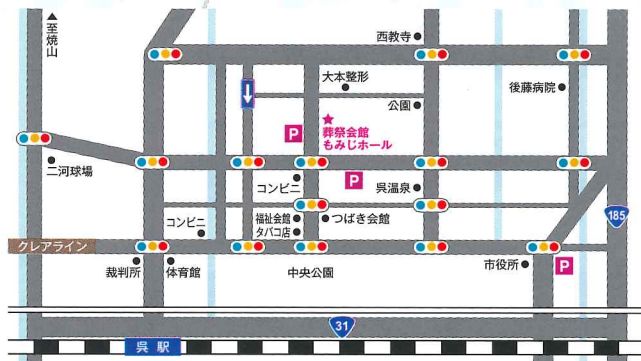 至焼山
西教寺
大本整形
後藤病院
公園
P
葬祭会館
もみじホール
二河球場
コンビニ
P
呉温泉
コンビニ
福祉会館
タバコ店
つばき会館
185
クレアライン
裁判所
体育館
中央公園
市役所
P
31
呉駅